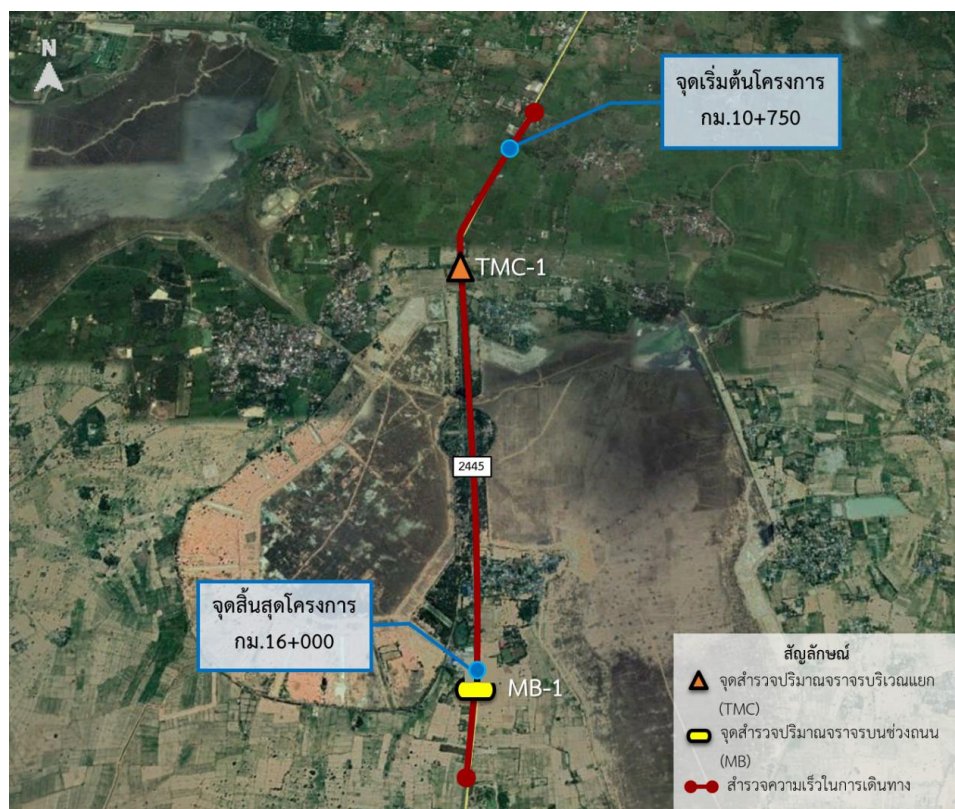 N
จุดเริ่มต้นโครงการ
กม.10+750
TMC-1
2445
จุดสิ้นสุดโครงการ
กม.16+000
MB-1
สัญลักษณ์
จุดสำรวจปริมาณจราจรบริเวณแยก
(TMC)
จุดสำรวจปริมาณจราจรบนช่วงถนน
(MB)
สำรวจความเร็วในการเดินทาง